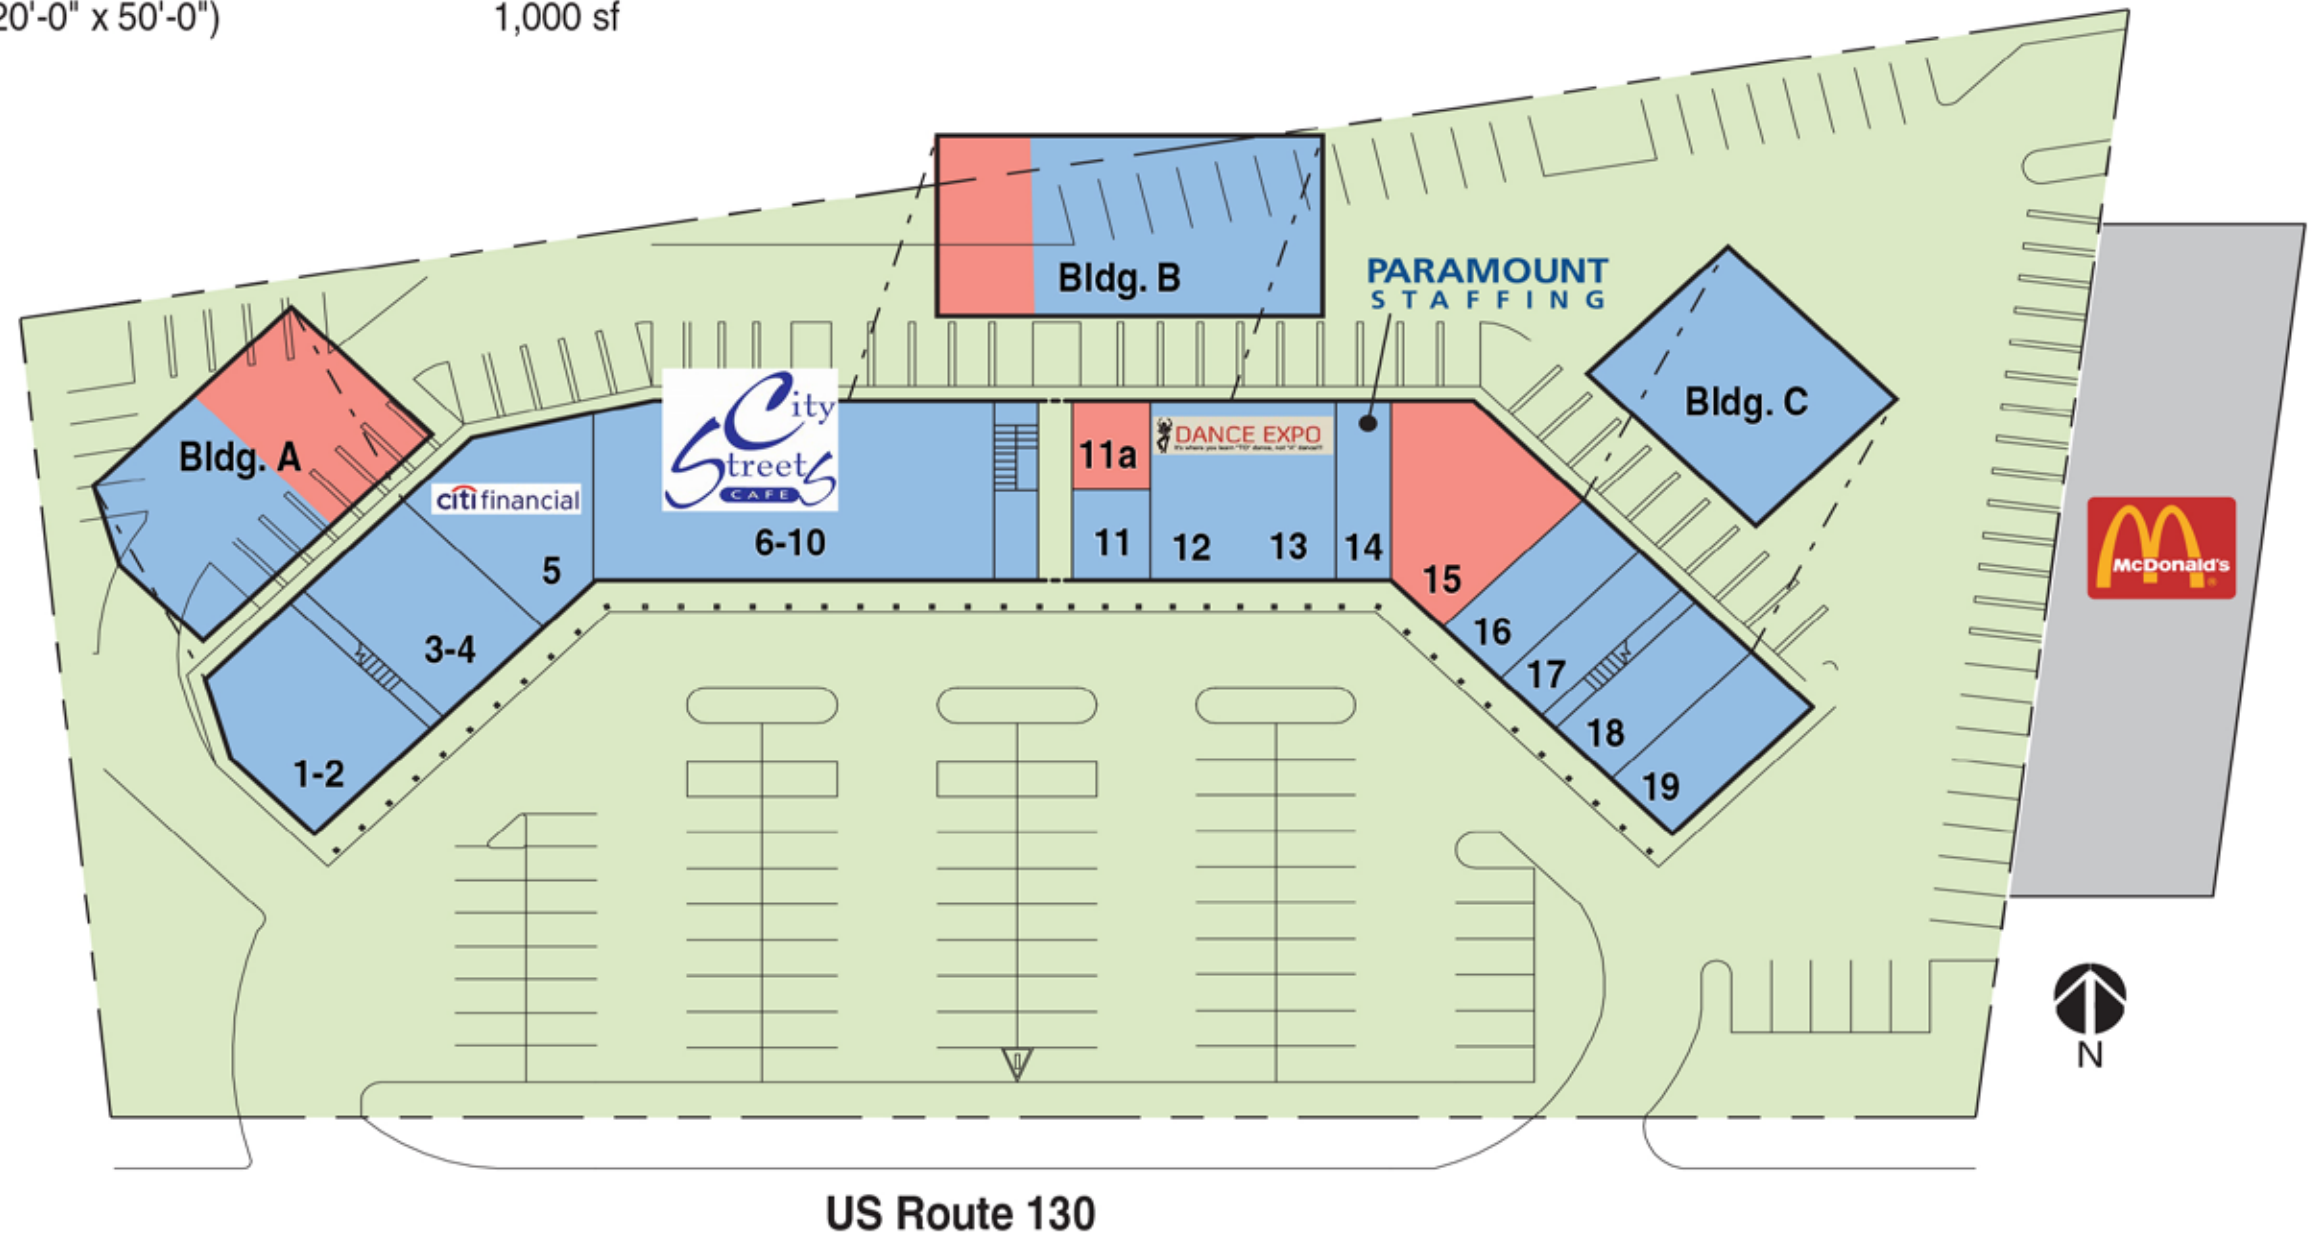 20'-0" x 50'-0")
1,000 sf
Bldg. B
PARAMOUNT
STAFFING
Bldg. C
Bldg. A
City
Streets
CAFE
11a
DANCE EXPO
citifinancial
McDonald's
5
6-10
11
12
13
14
15
3-4
16
17
18
1-2
19
N
US Route 130